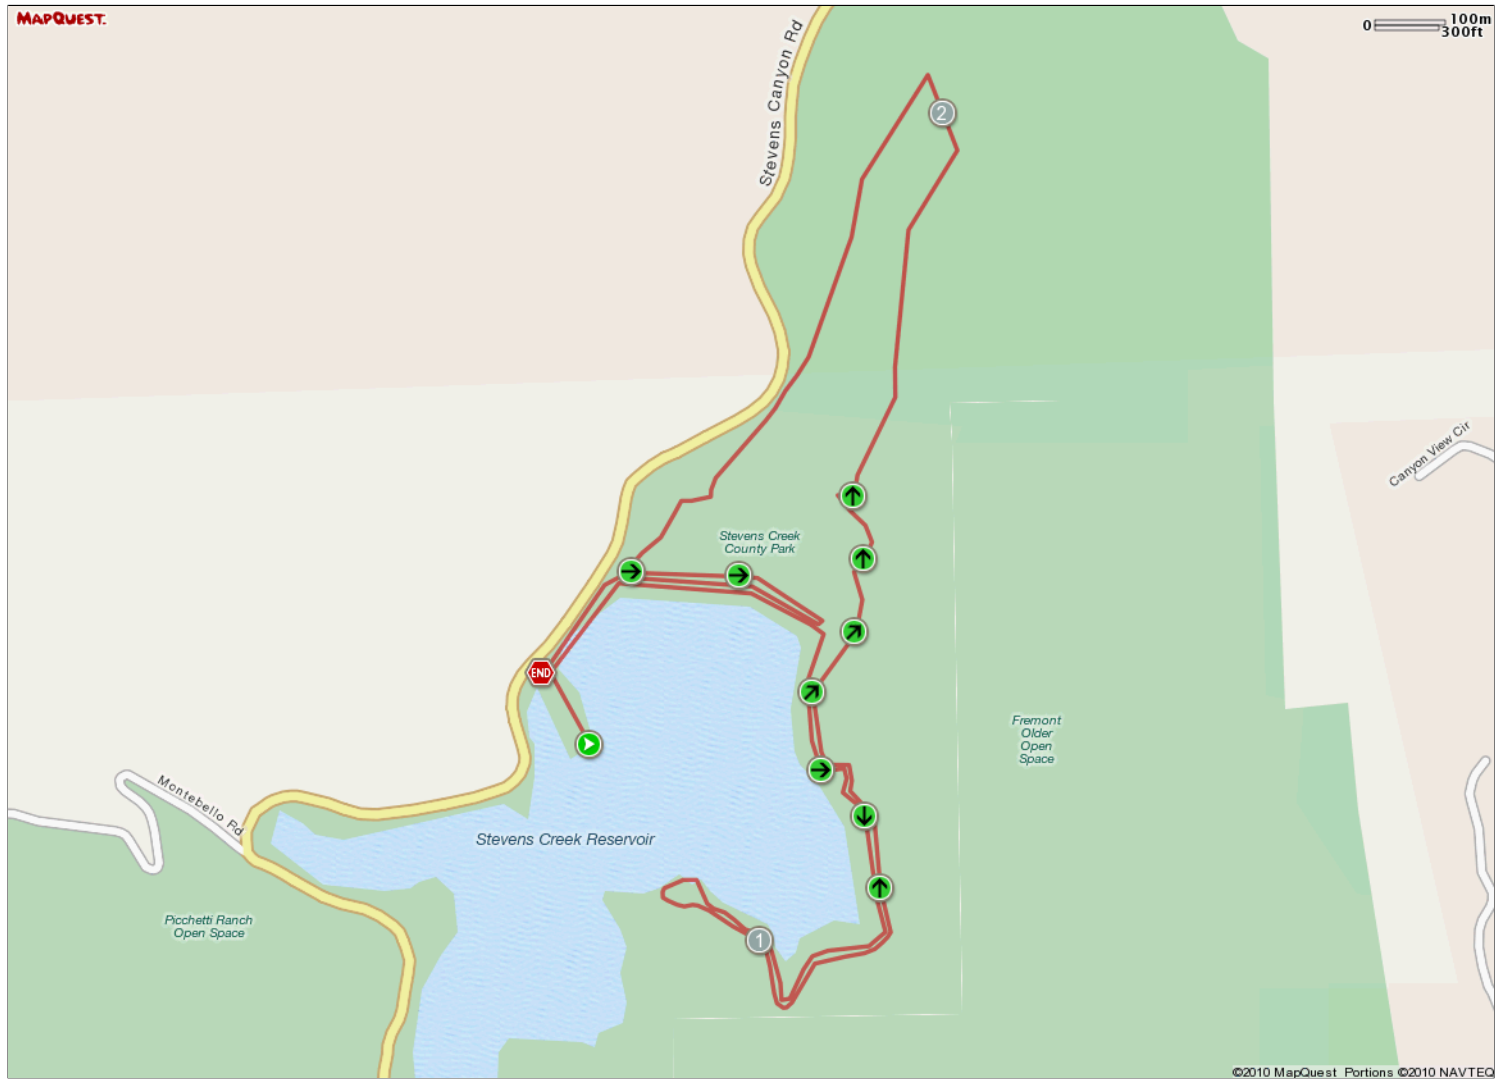 MAPQUEST.
0 100m
300ft
Stevens Canyon Rd
2
Canyon View Cir
Stevens Creek
County Park
END
Fremont
Older
Open
Space
Montebello Rd
Stevens Creek Reservoir
Picchetti Ranch
Open Space
1
©2010 MapQuest Portions ©2010 NAVTEQ